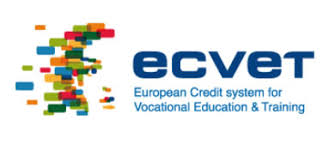 ecvet
European Credit system for
Vocational Education & Training